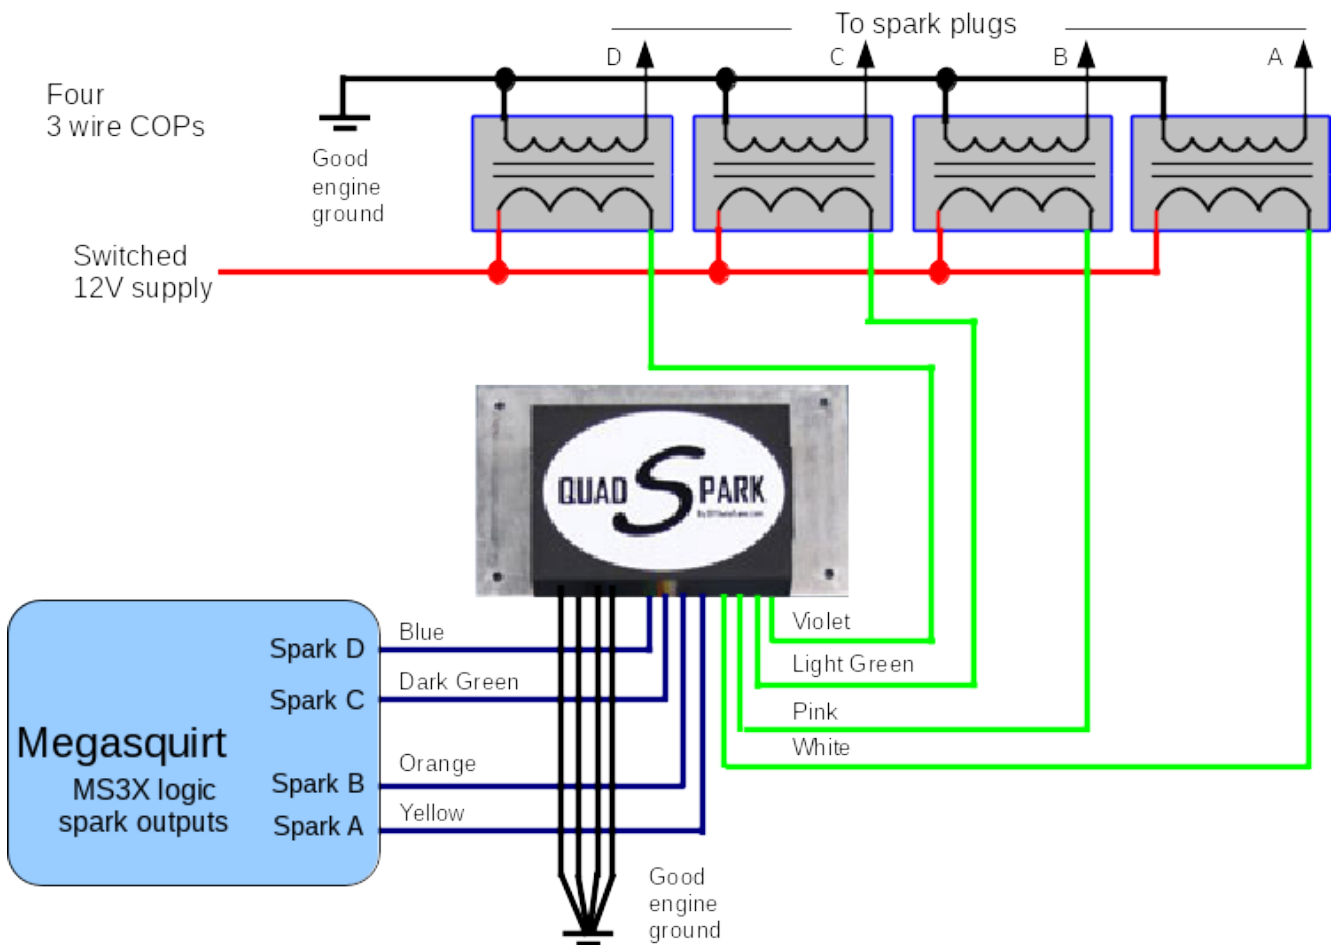 To spark plugs
D
C
B
A
Four
3 wire COPs
Good
engine
ground
Switched
12V supply
QUAD S PARK
Violet
Light Green
Pink
White
Blue
Dark Green
Orange
Yellow
Spark D
Spark C
Spark B
Spark A
Megasquirt
MS3X logic
spark outputs
Good
engine
ground